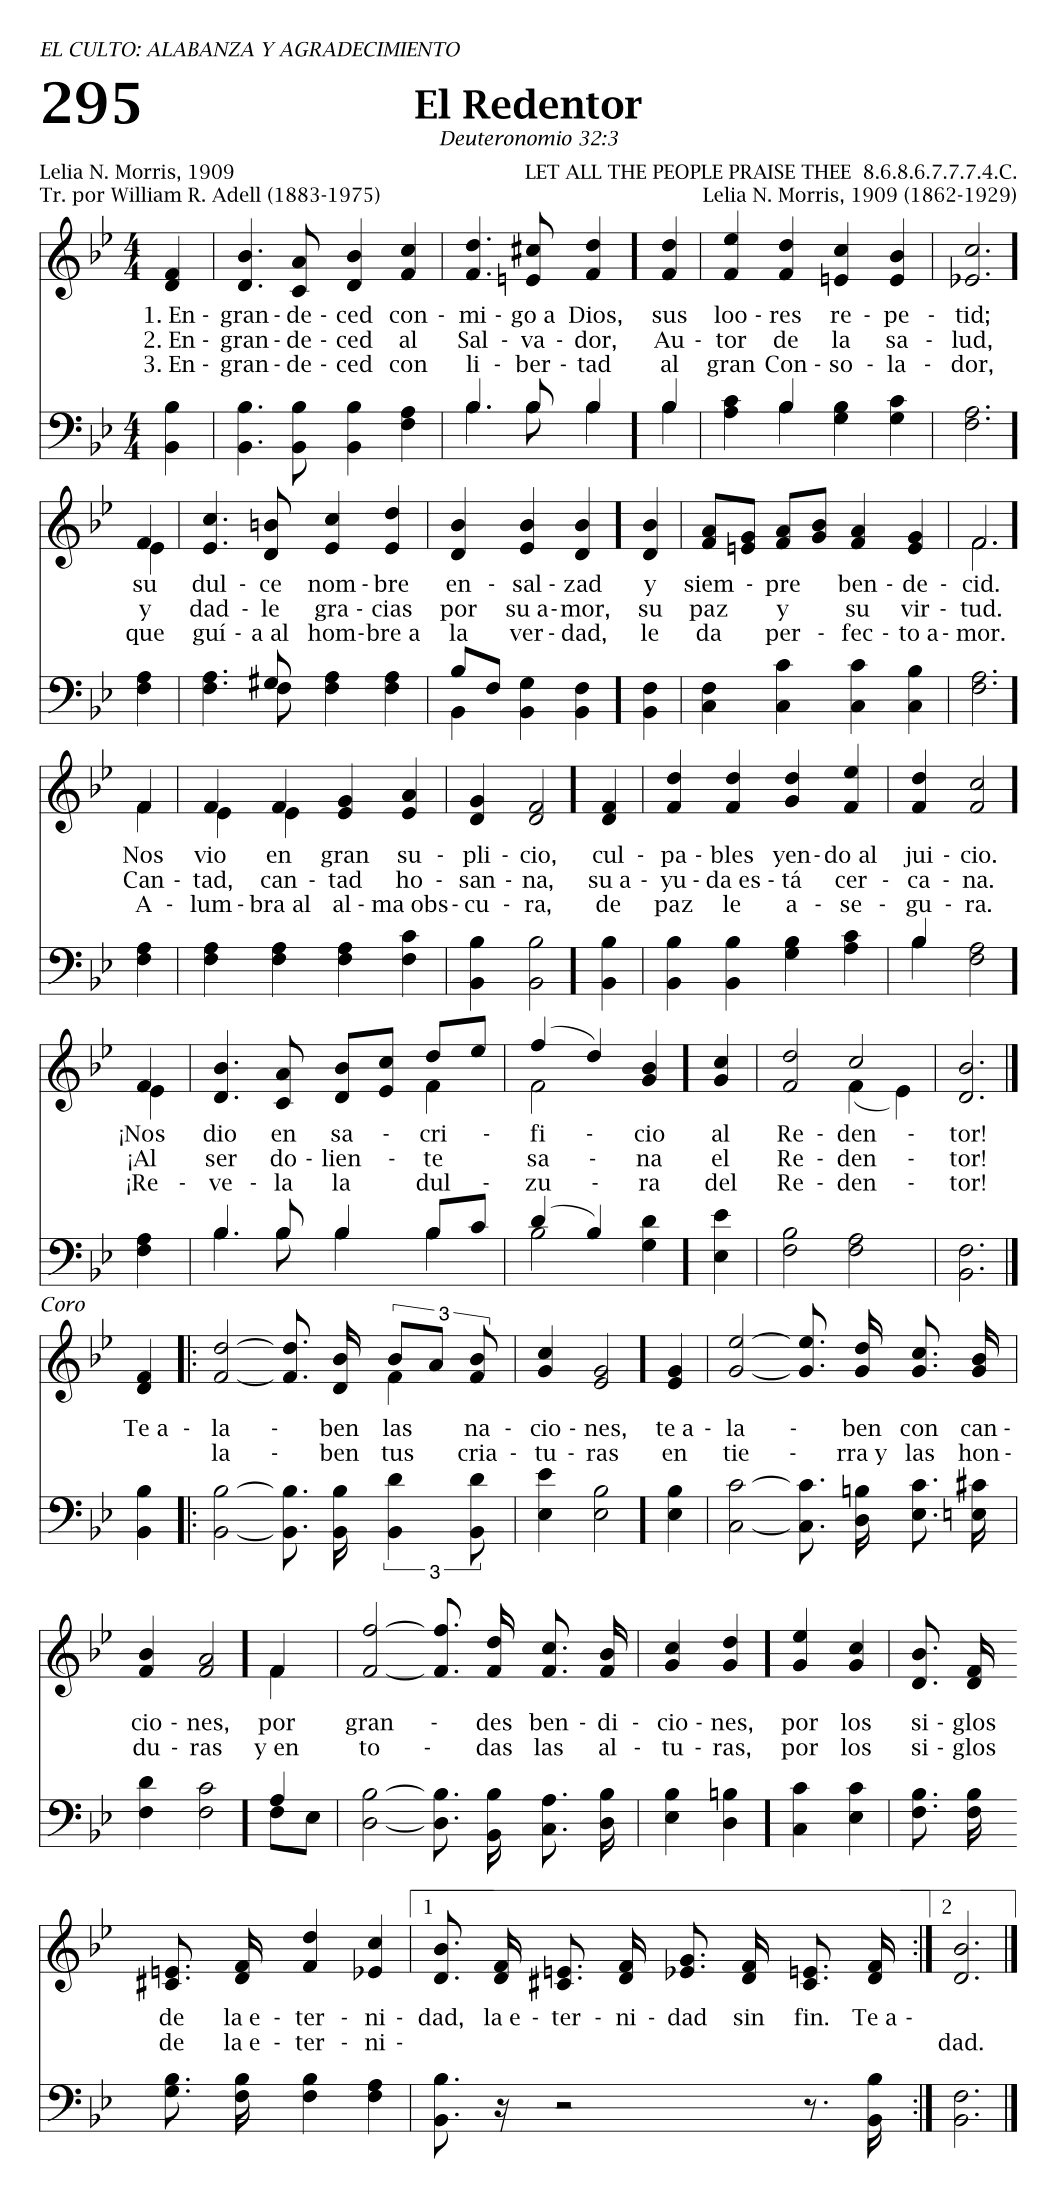 EL CULTO: ALABANZA Y AGRADECIMIENTO
295
El Redentor
Deuteronomio 32:3
Lelia N. Morris, 1909
LET ALL THE PEOPLE PRAISE THEE 8.6.8.6.7.7.7.4.C.
Tr. por William R. Adell (1883-1975)
Lelia N. Morris, 1909 (1862-1929)
4 4
1. En - gran - de - ced con - mi - go a Dios, sus loo - res re - pe - tid;
2. En - gran - de - ced al Sal - va - dor, Au - tor de la sa - lud,
3. En - gran - de - ced con li - ber - tad al gran Con - so - la - dor,
4 4
su dul - ce nom - bre en - sal - zad y siem - pre ben - de - cid.
y dad - le gra - cias por su a - mor, su paz y su vir - tud.
que guí - a al hom - bre a la ver - dad, le da per - fec - to a - mor.
Nos vio en gran su - pli - cio, cul - pa - bles yen - do al jui - cio.
Can - tad, can - tad ho - san - na, su a - yu - da es - tá cer - ca - na.
A - lum - bra al al - ma obs - cu - ra, de paz le a - se - gu - ra.
¡Nos dio en sa - cri - fi - cio al Re - den - tor!
¡Al ser do - lien - te sa - na el Re - den - tor!
¡Re - ve - la la dul - zu - ra del Re - den - tor!
Coro
3
Te a - la - ben las na - cio - nes, te a - la - ben con can -
la - ben tus cria - tu - ras en tie - rra y las hon -
3
cio - nes, por gran - des ben - di - cio - nes, por los si - glos
du - ras y en to - das las al - tu - ras, por los si - glos
1 2
de la e - ter - ni - dad, la e - ter - ni - dad sin fin. Te a -
de la e - ter - ni - dad.